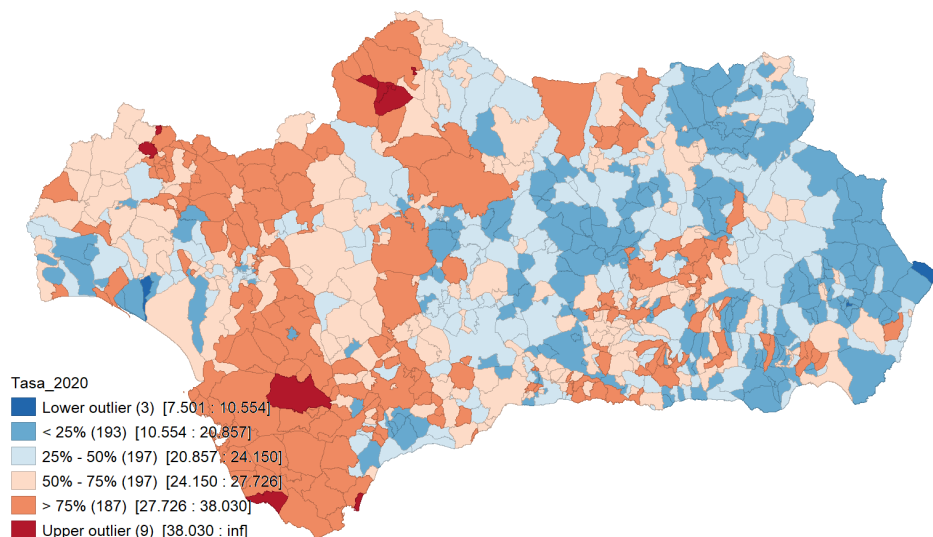 Tasa_2020
Lower outlier (3) [7.501 : 10.554]
< 25% (193) [10.554 : 20.857]
25% - 50% (197) [20.857 : 24.150]
50% - 75% (197) [24.150 : 27.726]
> 75% (187) [27.726 : 38.030]
Upper outlier (9) [38.030 : inf]